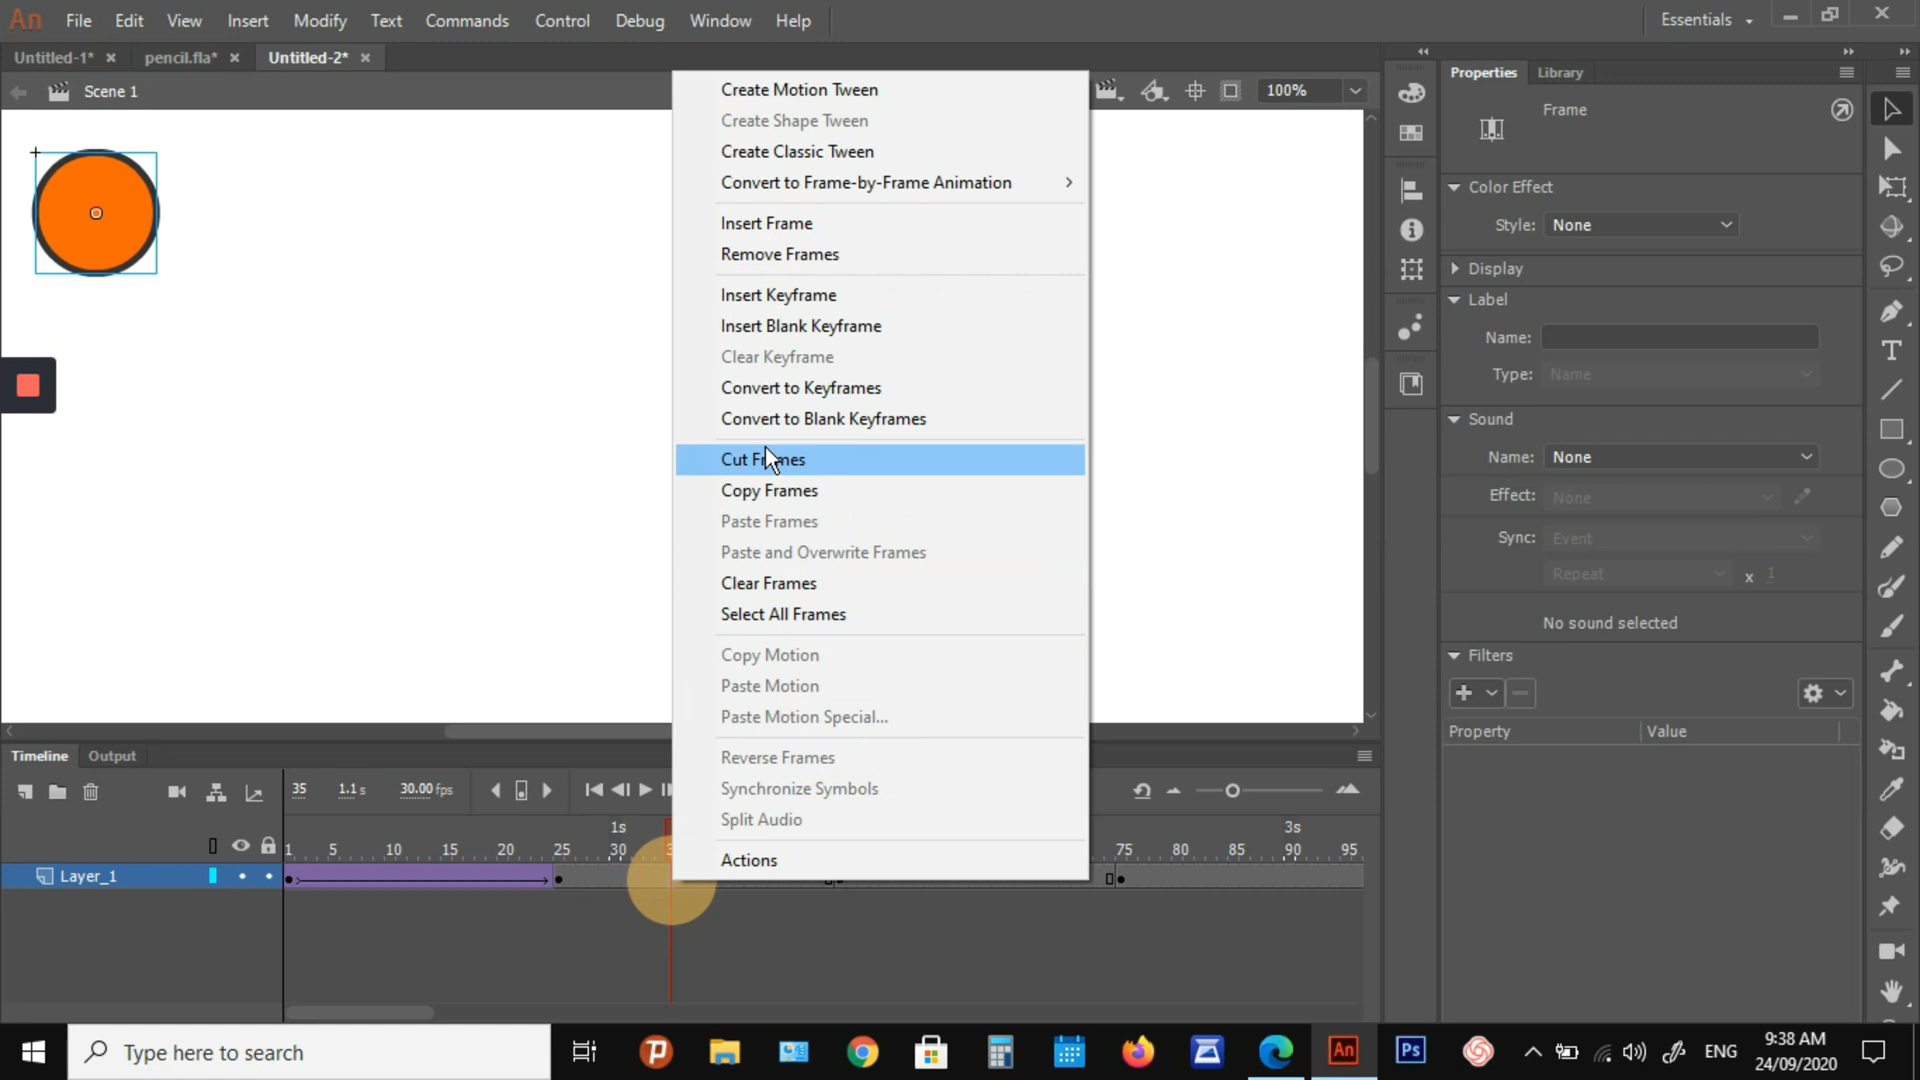 An File Edit View Insert Modify Text Commands Control Debug Window Help Essentials
Untitled-1* × pencil.fla* × Untitled-2* ×
Scene 1
100%
Create Motion Tween
Create Shape Tween
Create Classic Tween
Convert to Frame-by-Frame Animation
Insert Frame
Remove Frames
Insert Keyframe
Insert Blank Keyframe
Clear Keyframe
Convert to Keyframes
Convert to Blank Keyframes
Cut Frames
Copy Frames
Paste Frames
Paste and Overwrite Frames
Clear Frames
Select All Frames
Copy Motion
Paste Motion
Paste Motion Special...
Reverse Frames
Synchronize Symbols
Split Audio
Actions
Properties Library
Frame
Color Effect
Style: None
Display
Label
Name:
Type: Name
Sound
Name: None
Effect: None
Sync: Event
Repeat x 1
No sound selected
Filters
Property Value
Timeline Output
35 1.1 s 30.00 fps
1s 3s
1 5 10 15 20 25 30 75 80 85 90 95
Layer_1
Type here to search
An Ps
ENG
9:38 AM
24/09/2020